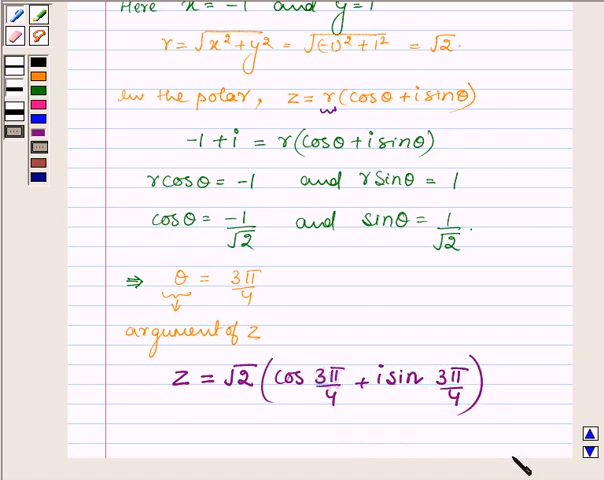 Here x = -1 and y = 1
r = √x² + y² = √(-1)² + 1² = √2.
In the polar, z = r(cosθ + i sinθ)
-1 + i = r(cosθ + i sinθ)
r cosθ = -1 and r sinθ = 1
cosθ = -1/√2 and sinθ = 1/√2.
⇒ θ = 3π/4
argument of z
z = √2 (cos 3π/4 + i sin 3π/4)